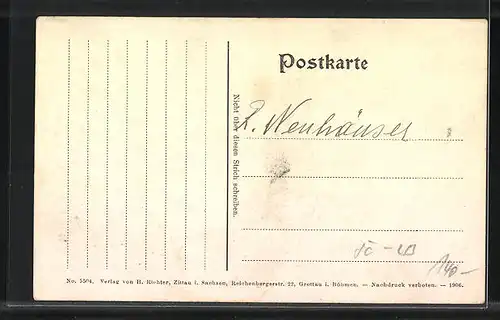 Postkarte
Nicht über diesen Strich schreiben.
L. Neuhäuser
140-
No. 5504. Verlag von H. Richter, Zittau i. Sachsen, Reichenbergerstr. 22, Grottau i. Böhmen. — Nachdruck verboten. — 1906.